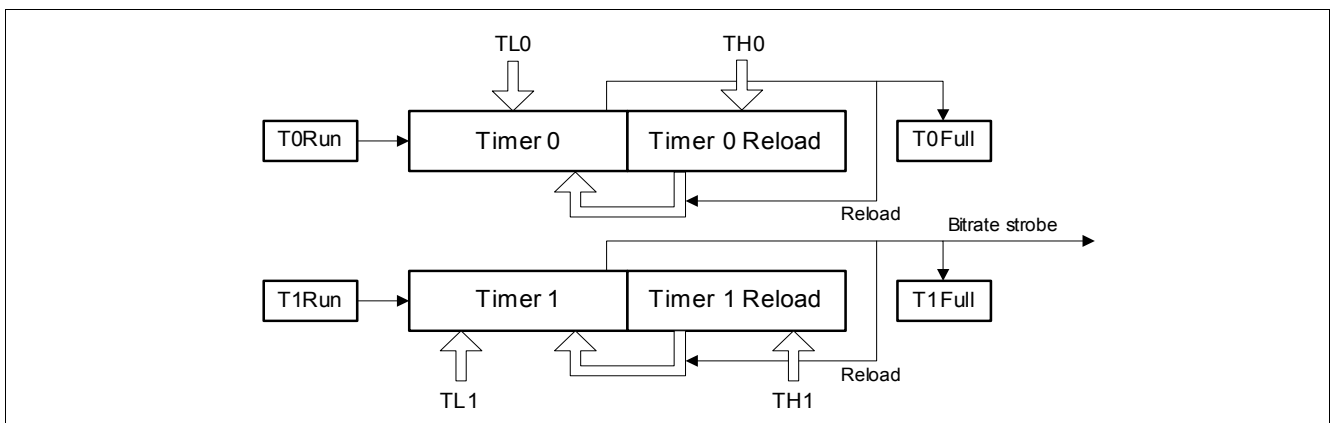 TL0 TH0
T0Run Timer 0 Timer 0 Reload T0Full
Reload
Bitrate strobe
T1Run Timer 1 Timer 1 Reload T1Full
Reload
TL1 TH1